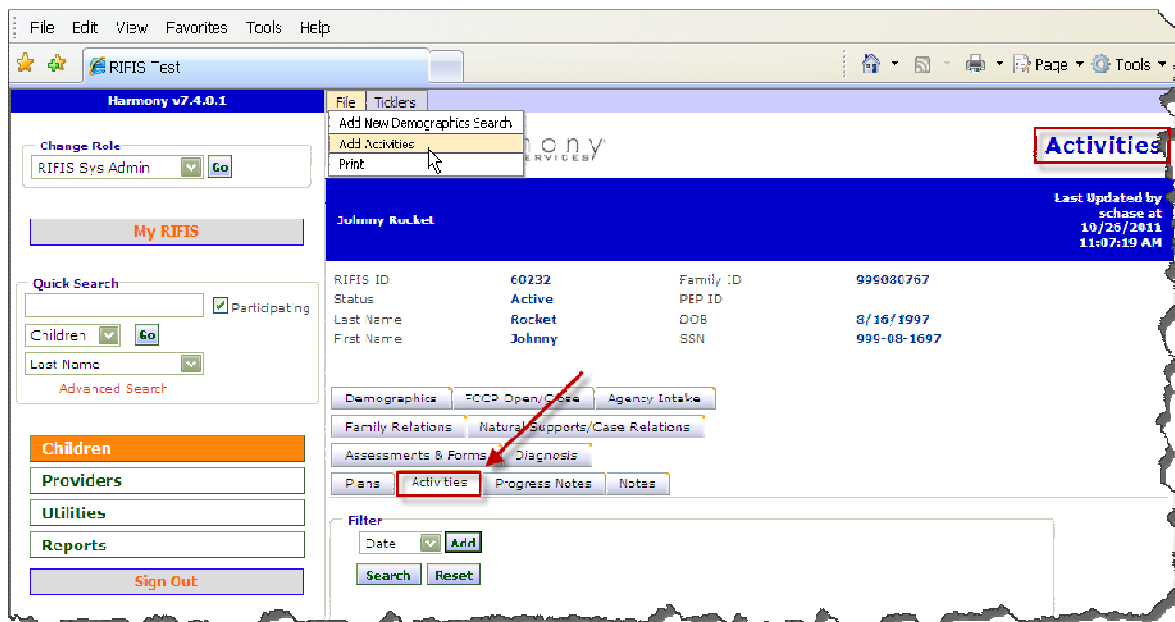 File Edit View Favorites Tools Help
RIFIS Test
Page Tools
Harmony v7.4.0.1
File Ticklers
Add New Demographics Search
Add Activities
Print
Activities
Change Role
RIFIS Sys Admin Go
Johnny Rocket
Last Updated by
schase at
10/26/2011
11:07:19 AM
My RIFIS
RIFIS ID 60232 Family ID 999080767
Status Active PEP ID
Last Name Rocket DOB 8/16/1997
First Name Johnny SSN 999-08-1697
Quick Search
Participating
Children Go
Last Name
Advanced Search
Demographics FCCP Open/Close Agency Intake
Family Relations Natural Supports/Case Relations
Assessments & Forms Diagnosis
Plans Activities Progress Notes Notes
Children
Providers
Utilities
Reports
Sign Out
Filter
Date Add
Search Reset